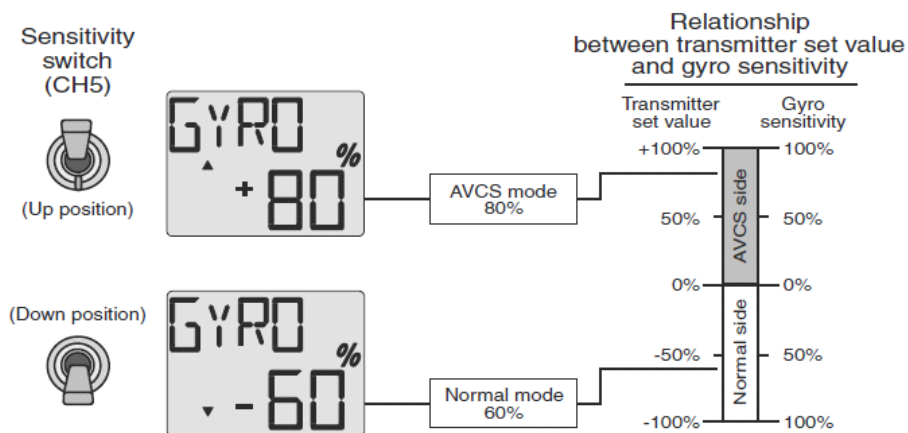 Sensitivity
switch
(CH5)
(Up position)
GYRO
%
+80
AVCS mode
80%
(Down position)
GYRO
%
-60
Normal mode
60%
Relationship
between transmitter set value
and gyro sensitivity
Transmitter
set value
Gyro
sensitivity
+100% 100%
50% 50%
0% 0%
-50% 50%
-100% 100%
AVCS side
Normal side